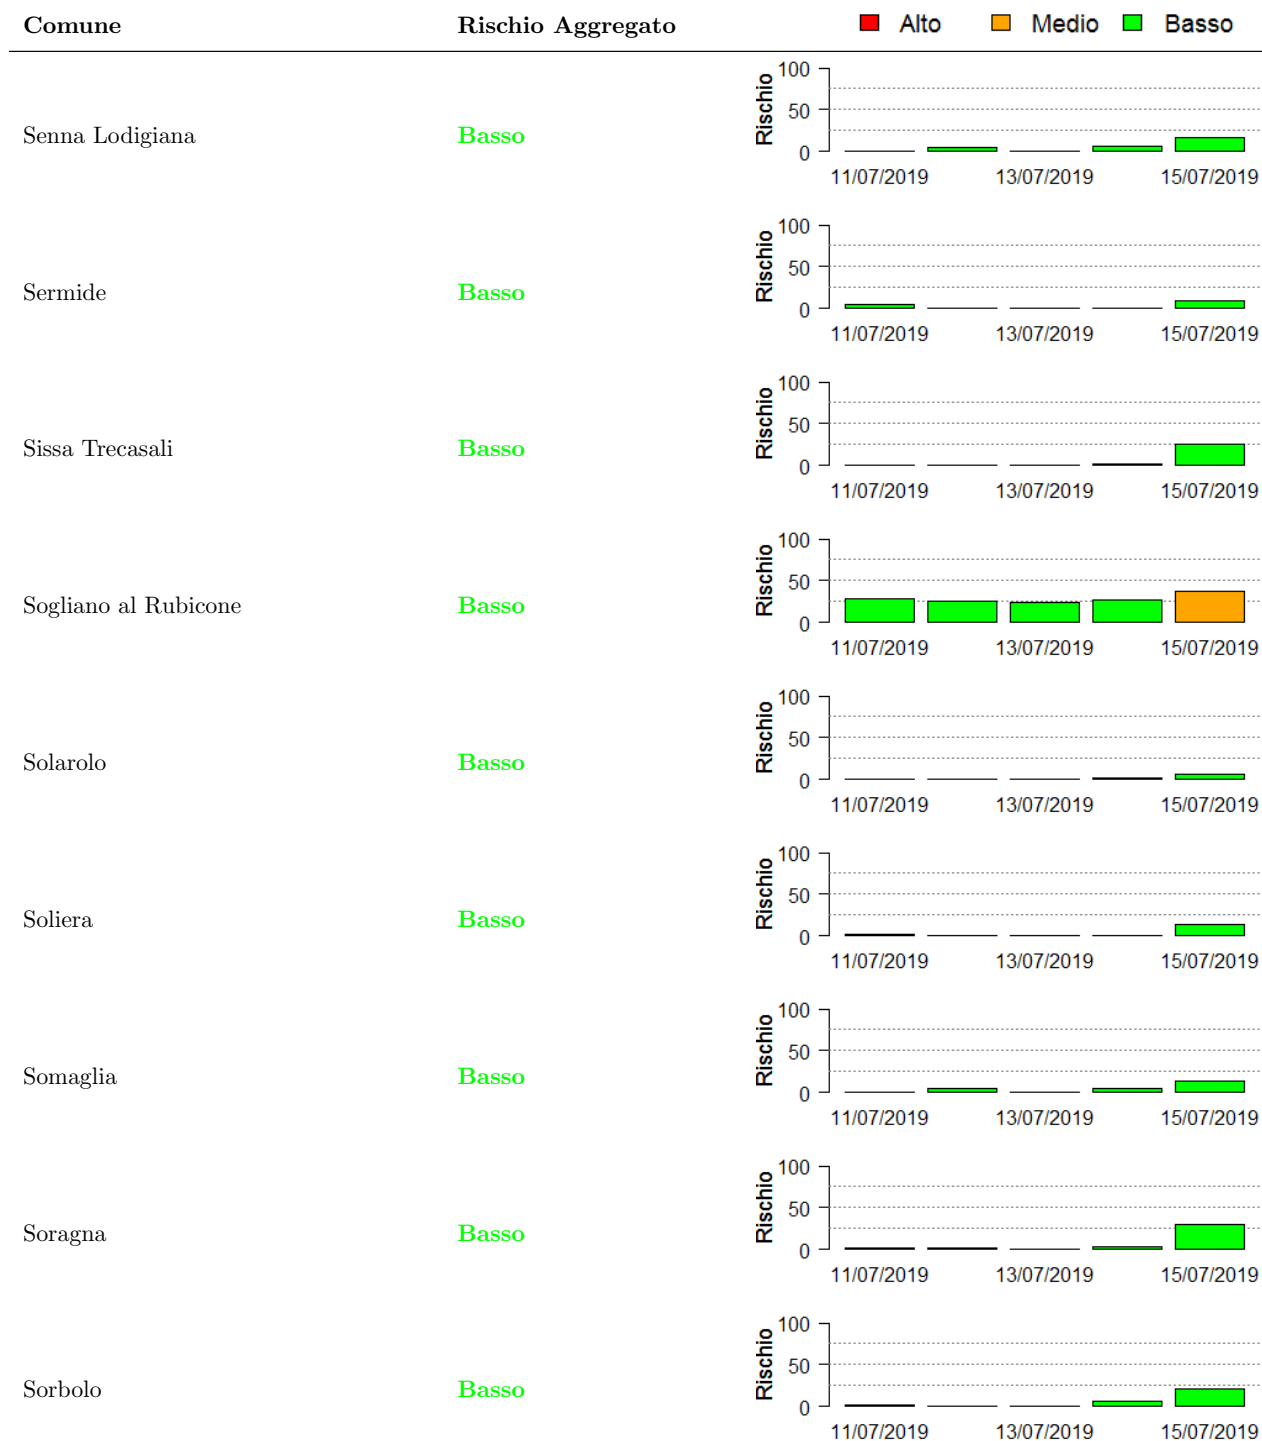 Comune Rischio Aggregato Alto Medio Basso
Senna Lodigiana Basso Rischio 100 50 0
11/07/2019 13/07/2019 15/07/2019
Sermide Basso Rischio 100 50 0
11/07/2019 13/07/2019 15/07/2019
Sissa Trecasali Basso Rischio 100 50 0
11/07/2019 13/07/2019 15/07/2019
Sogliano al Rubicone Basso Rischio 100 50 0
11/07/2019 13/07/2019 15/07/2019
Solarolo Basso Rischio 100 50 0
11/07/2019 13/07/2019 15/07/2019
Soliera Basso Rischio 100 50 0
11/07/2019 13/07/2019 15/07/2019
Somaglia Basso Rischio 100 50 0
11/07/2019 13/07/2019 15/07/2019
Soragna Basso Rischio 100 50 0
11/07/2019 13/07/2019 15/07/2019
Sorbolo Basso Rischio 100 50 0
11/07/2019 13/07/2019 15/07/2019